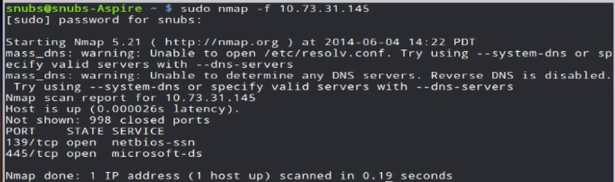 snubs@snubs-Aspire ~ $ sudo nmap -f 10.73.31.145
[sudo] password for snubs:
Starting Nmap 5.21 ( http://nmap.org ) at 2014-06-04 14:22 PDT
mass_dns: warning: Unable to open /etc/resolv.conf. Try using --system-dns or sp
ecify valid servers with --dns-servers
mass_dns: warning: Unable to determine any DNS servers. Reverse DNS is disabled.
Try using --system-dns or specify valid servers with --dns-servers
Nmap scan report for 10.73.31.145
Host is up (0.000026s latency).
Not shown: 998 closed ports
PORT STATE SERVICE
139/tcp open netbios-ssn
445/tcp open microsoft-ds
Nmap done: 1 IP address (1 host up) scanned in 0.19 seconds